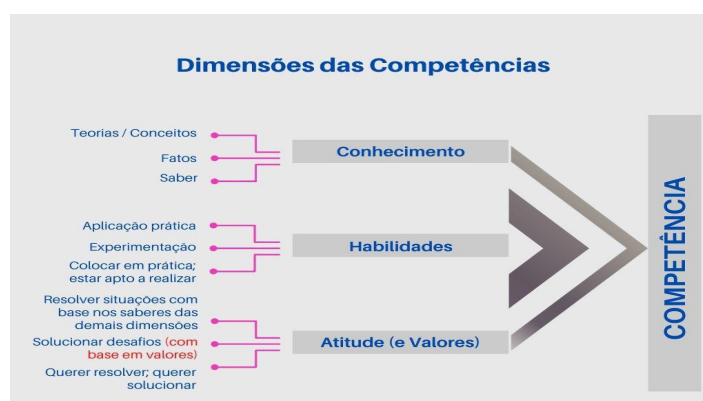 Dimensões das Competências
Teorias / Conceitos
Fatos
Saber
Conhecimento
Aplicação prática
Experimentação
Colocar em prática;
estar apto a realizar
Habilidades
Resolver situações com
base nos saberes das
demais dimensões
Solucionar desafios (com
base em valores)
Querer resolver; querer
solucionar
Atitude (e Valores)
COMPETÊNCIA